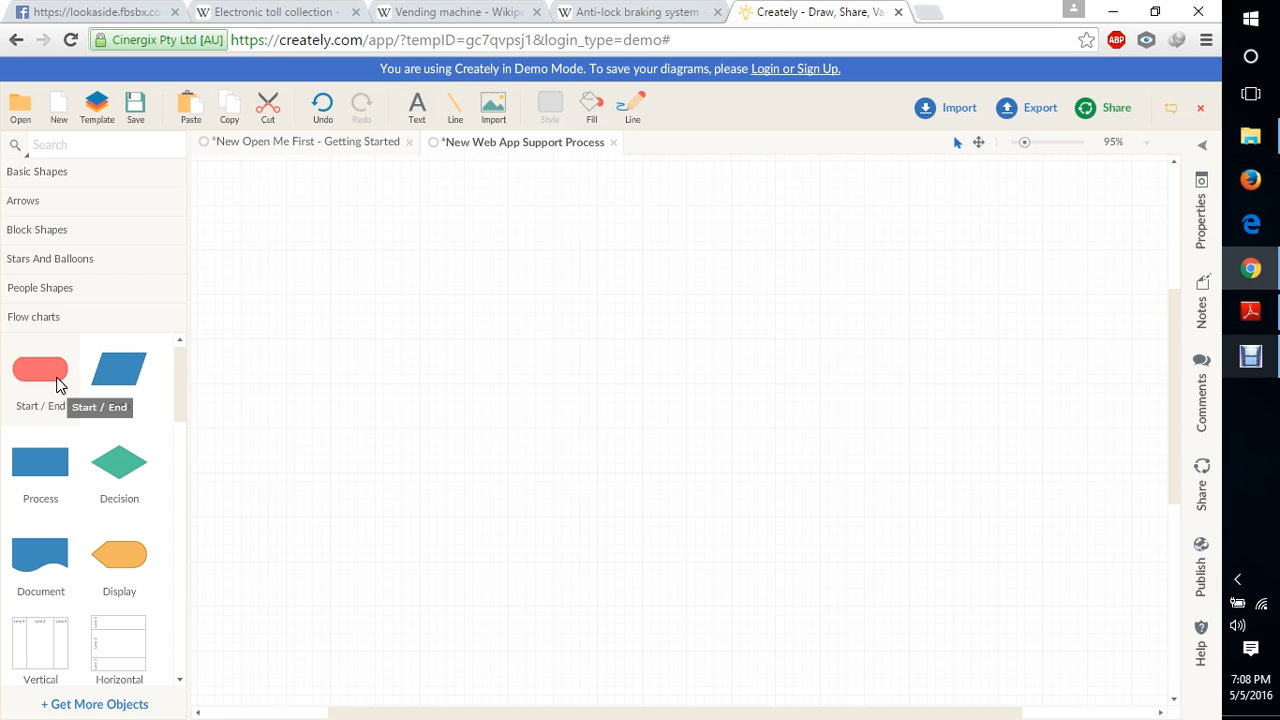 https://lookaside.fbsbx.co
Electronic toll collection -
Vending machine - Wikip
Anti-lock braking system
Creately - Draw, Share, Va
Cinergix Pty Ltd [AU]
https://creately.com/app/?tempID=gc7qvpsj1&login_type=demo#
ABP
You are using Creately in Demo Mode. To save your diagrams, please Login or Sign Up.
Open
New
Template
Save
Paste
Copy
Cut
Undo
Redo
Text
Line
Import
Style
Fill
Line
Import
Export
Share
Search
*New Open Me First - Getting Started
*New Web App Support Process
95%
Basic Shapes
Arrows
Block Shapes
Stars And Balloons
People Shapes
Flow charts
Start / End
Start / End
Process
Decision
Document
Display
Vertical
Horizontal
+ Get More Objects
Properties
Notes
Comments
Share
Publish
Help
7:08 PM
5/5/2016